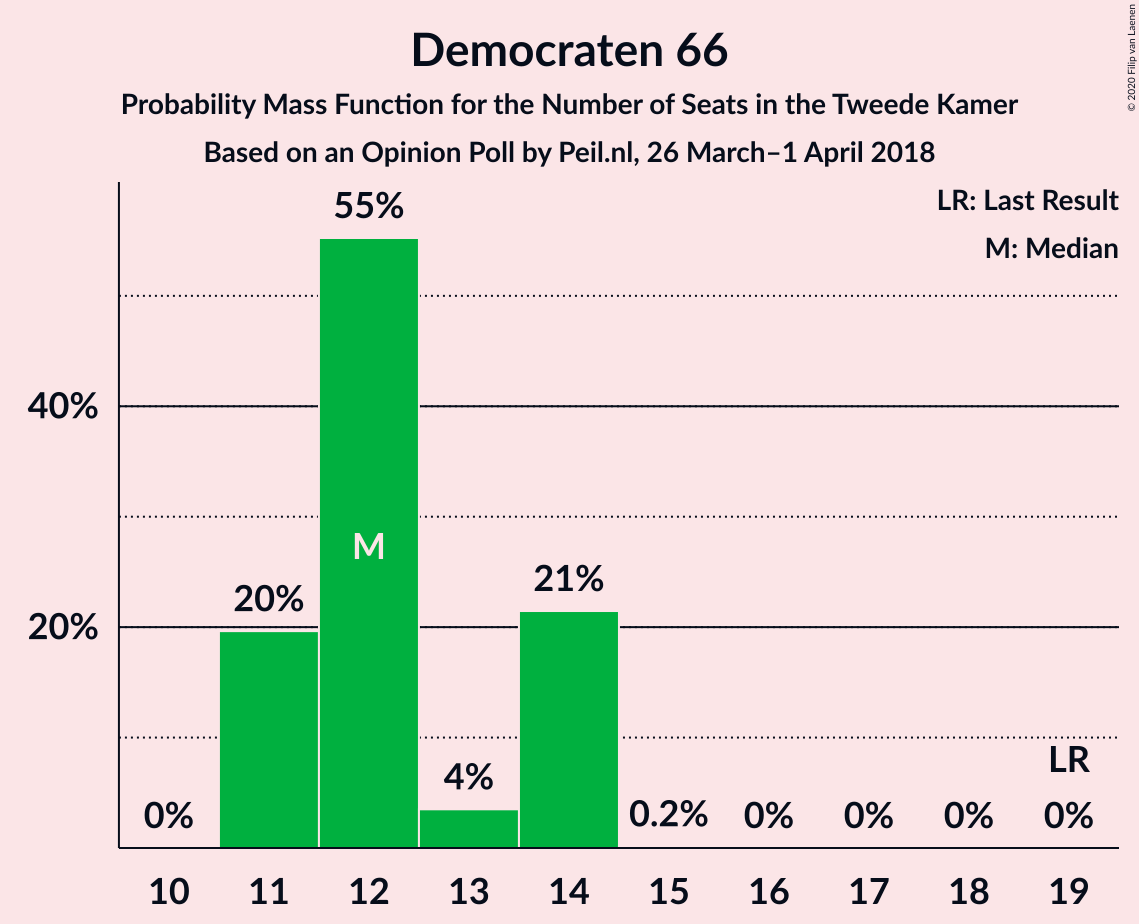 Democraten 66
Probability Mass Function for the Number of Seats in the Tweede Kamer
Based on an Opinion Poll by Peil.nl, 26 March–1 April 2018
© 2020 Filip van Laenen
LR: Last Result
M: Median
55%
40%
M
20%
21%
20%
4%
LR
0%
0.2%
0%
0%
0%
0%
10 11 12 13 14 15 16 17 18 19